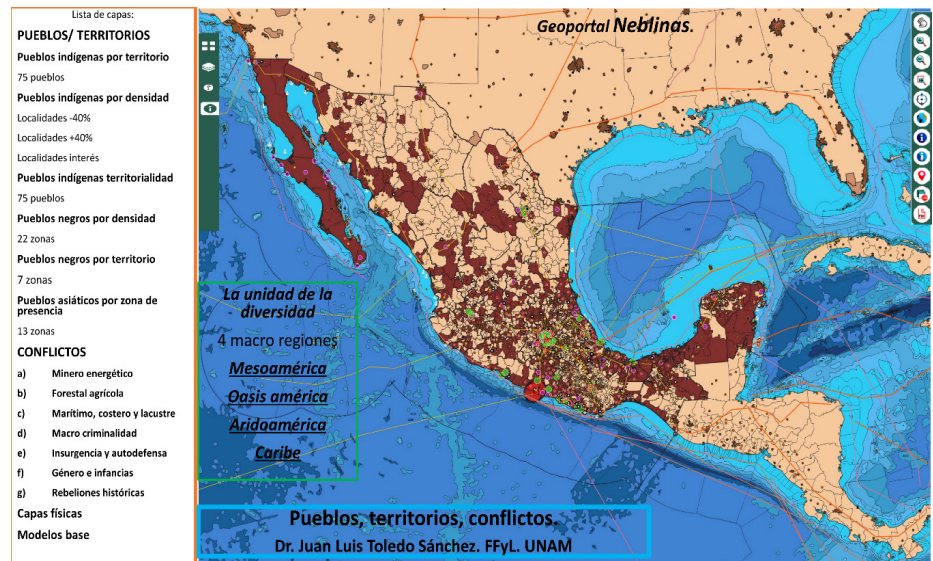 Lista de capas:
PUEBLOS/ TERRITORIOS
Pueblos indígenas por territorio
75 pueblos
Pueblos indígenas por densidad
Localidades -40%
Localidades +40%
Localidades interés
Pueblos indígenas territorialidad
75 pueblos
Pueblos negros por densidad
22 zonas
Pueblos negros por territorio
7 zonas
Pueblos asiáticos por zona de
presencia
13 zonas
CONFLICTOS
a) Minero energético
b) Forestal agrícola
c) Marítimo, costero y lacustre
d) Macro criminalidad
e) Insurgencia y autodefensa
f) Género e infancias
g) Rebeliones históricas
Capas físicas
Modelos base
Geoportal Neblinas.
La unidad de la
diversidad
4 macro regiones
Mesoamérica
Oasis américa
Aridoamérica
Caribe
Pueblos, territorios, conflictos.
Dr. Juan Luis Toledo Sánchez. FFyL. UNAM